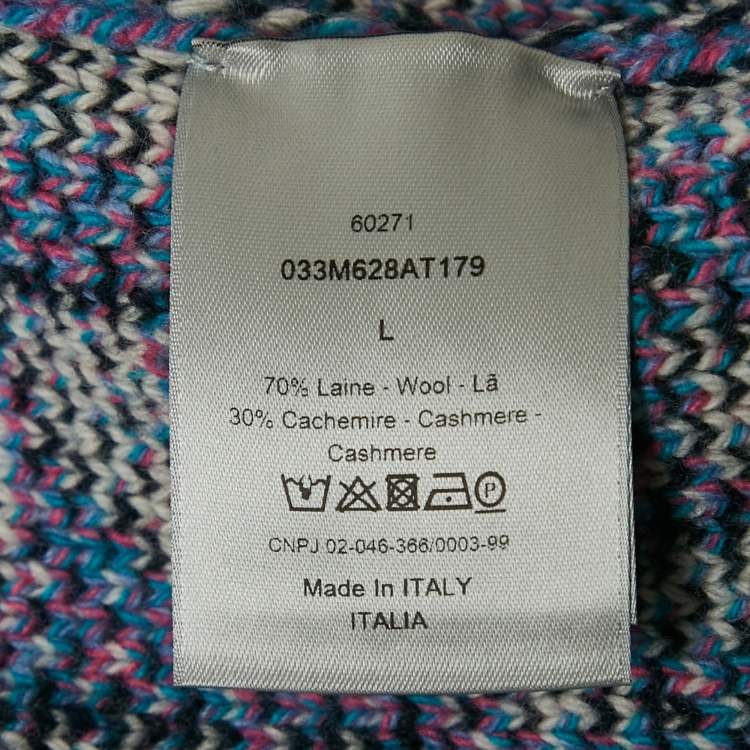 60271
033M628AT179
L
70% Laine - Wool - Lã
30% Cachemire - Cashmere -
Cashmere
P
CNPJ 02-046-366/0003-99
Made In ITALY
ITALIA